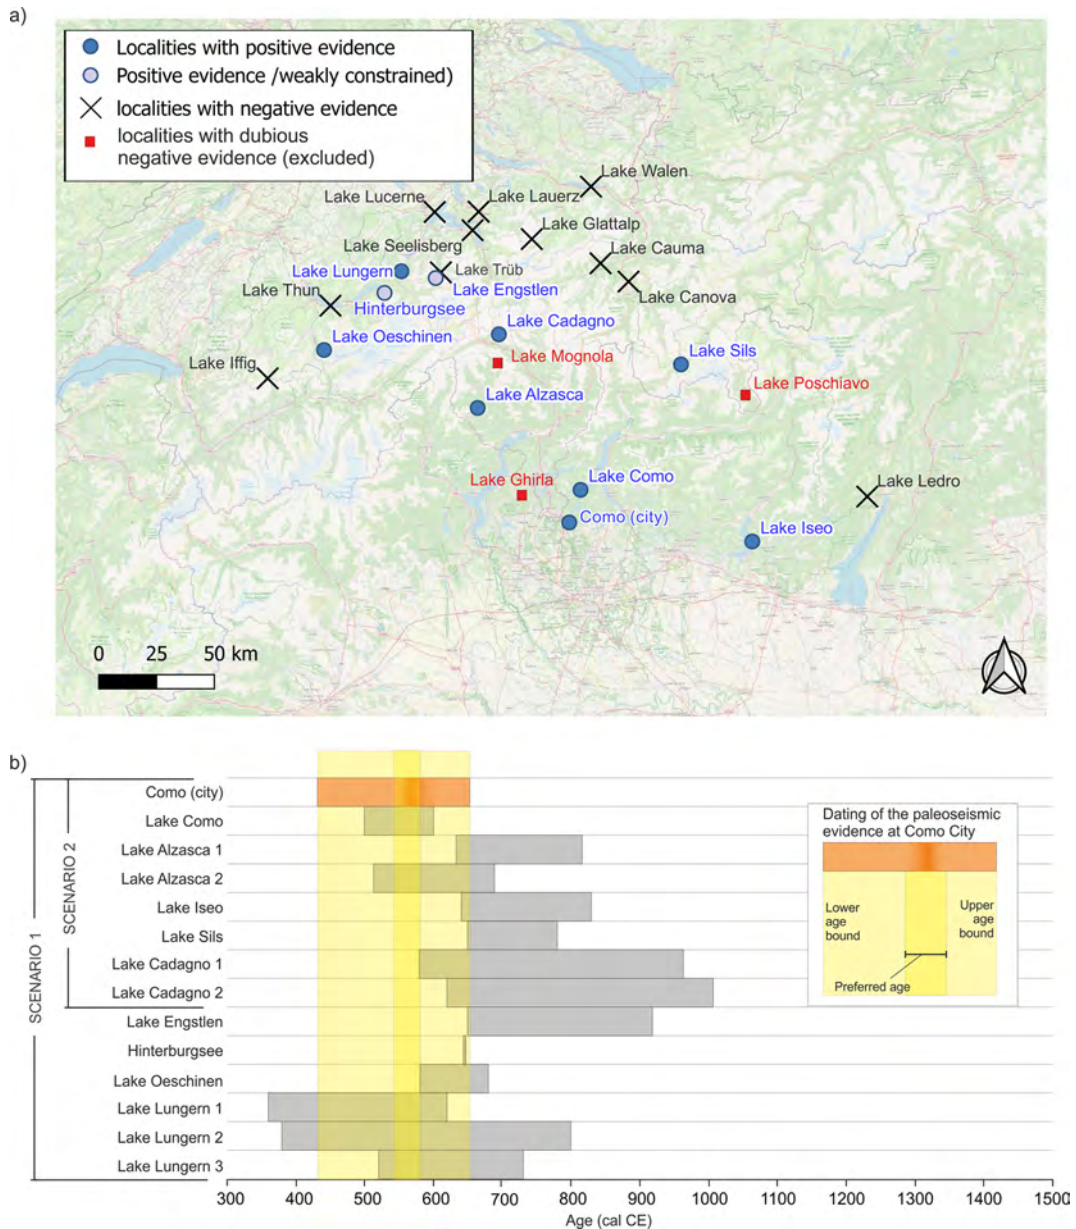 a)
Localities with positive evidence
Positive evidence /weakly constrained)
localities with negative evidence
localities with dubious
negative evidence (excluded)
Lake Walen
Lake Lucerne
Lake Lauerz
Lake Glattalp
Lake Seelisberg
Lake Cauma
Lake Lungern
Lake Trüb
Lake Thun
Lake Engstlen
Lake Canova
Hinterburgsee
Lake Cadagno
Lake Oeschinen
Lake Iffig
Lake Mognola
Lake Sils
Lake Poschiavo
Lake Alzasca
Lake Ghirla
Lake Como
Lake Ledro
Como (city)
Lake Iseo
0 25 50 km
b)
SCENARIO 1
SCENARIO 2
Como (city)
Lake Como
Lake Alzasca 1
Lake Alzasca 2
Lake Iseo
Lake Sils
Lake Cadagno 1
Lake Cadagno 2
Lake Engstlen
Hinterburgsee
Lake Oeschinen
Lake Lungern 1
Lake Lungern 2
Lake Lungern 3
Dating of the paleoseismic
evidence at Como City
Lower
age
bound
Upper
age
bound
Preferred age
300 400 500 600 700 800 900 1000 1100 1200 1300 1400 1500
Age (cal CE)